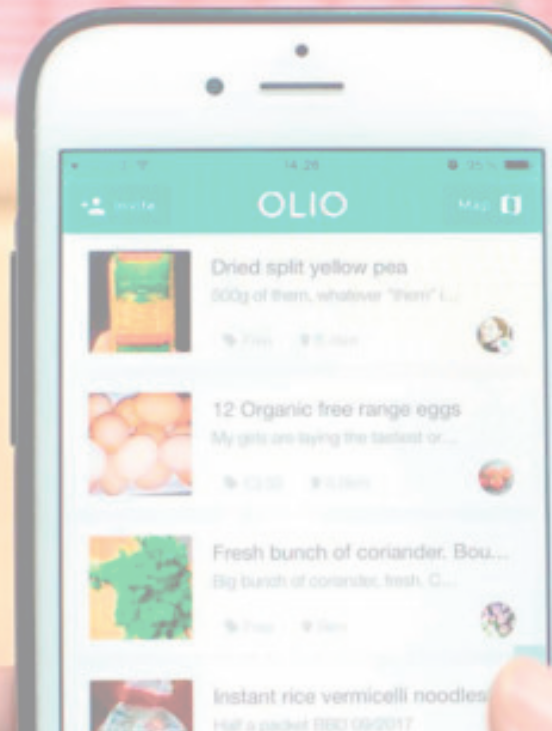 14:26
95%
Invite
OLIO
Map
Dried split yellow pea
500g of them, whatever "them" i...
Free
12 Organic free range eggs
My girls are laying the tastiest or...
Fresh bunch of coriander. Bou...
Big bunch of coriander, fresh. C...
Free
Instant rice vermicelli noodles
Half a packet BBD 09/2017